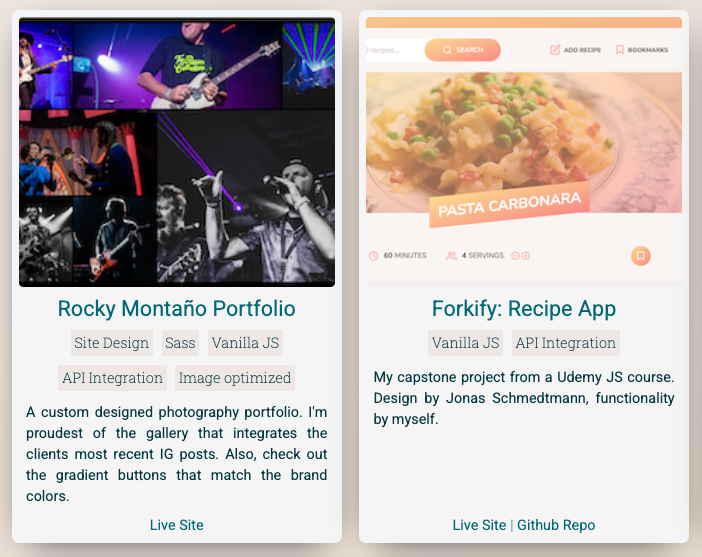 Rocky Montaño Portfolio
Site Design Sass Vanilla JS
API Integration Image optimized
A custom designed photography portfolio. I'm
proudest of the gallery that integrates the
clients most recent IG posts. Also, check out
the gradient buttons that match the brand
colors.
Live Site
recipes...
SEARCH
ADD RECIPE
BOOKMARKS
PASTA CARBONARA
60 MINUTES
4 SERVINGS
Forkify: Recipe App
Vanilla JS API Integration
My capstone project from a Udemy JS course.
Design by Jonas Schmedtmann, functionality
by myself.
Live Site | Github Repo